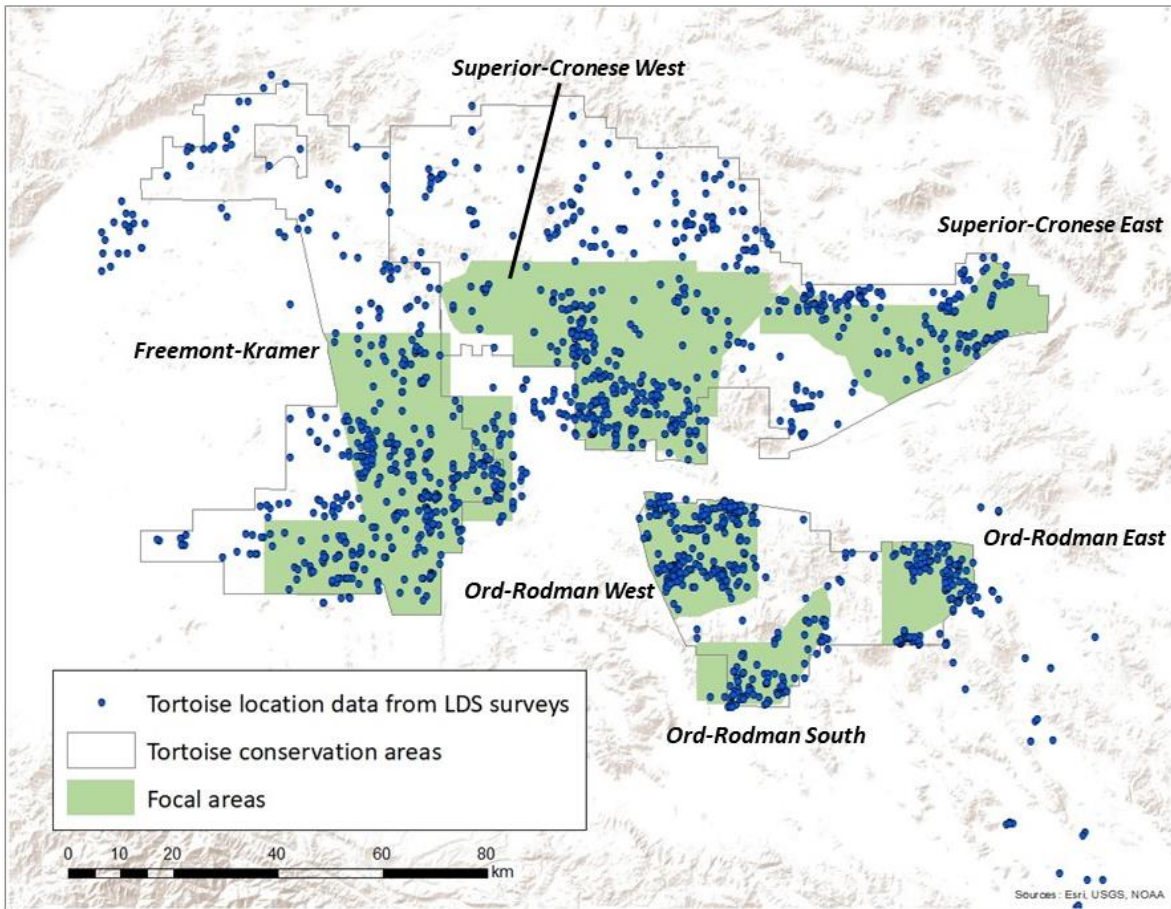 Superior-Cronese West
Superior-Cronese East
Freemont-Kramer
Ord-Rodman East
Ord-Rodman West
Ord-Rodman South
Tortoise location data from LDS surveys
Tortoise conservation areas
Focal areas
0 10 20 40 60 80
km
Sources: Esri, USGS, NOAA